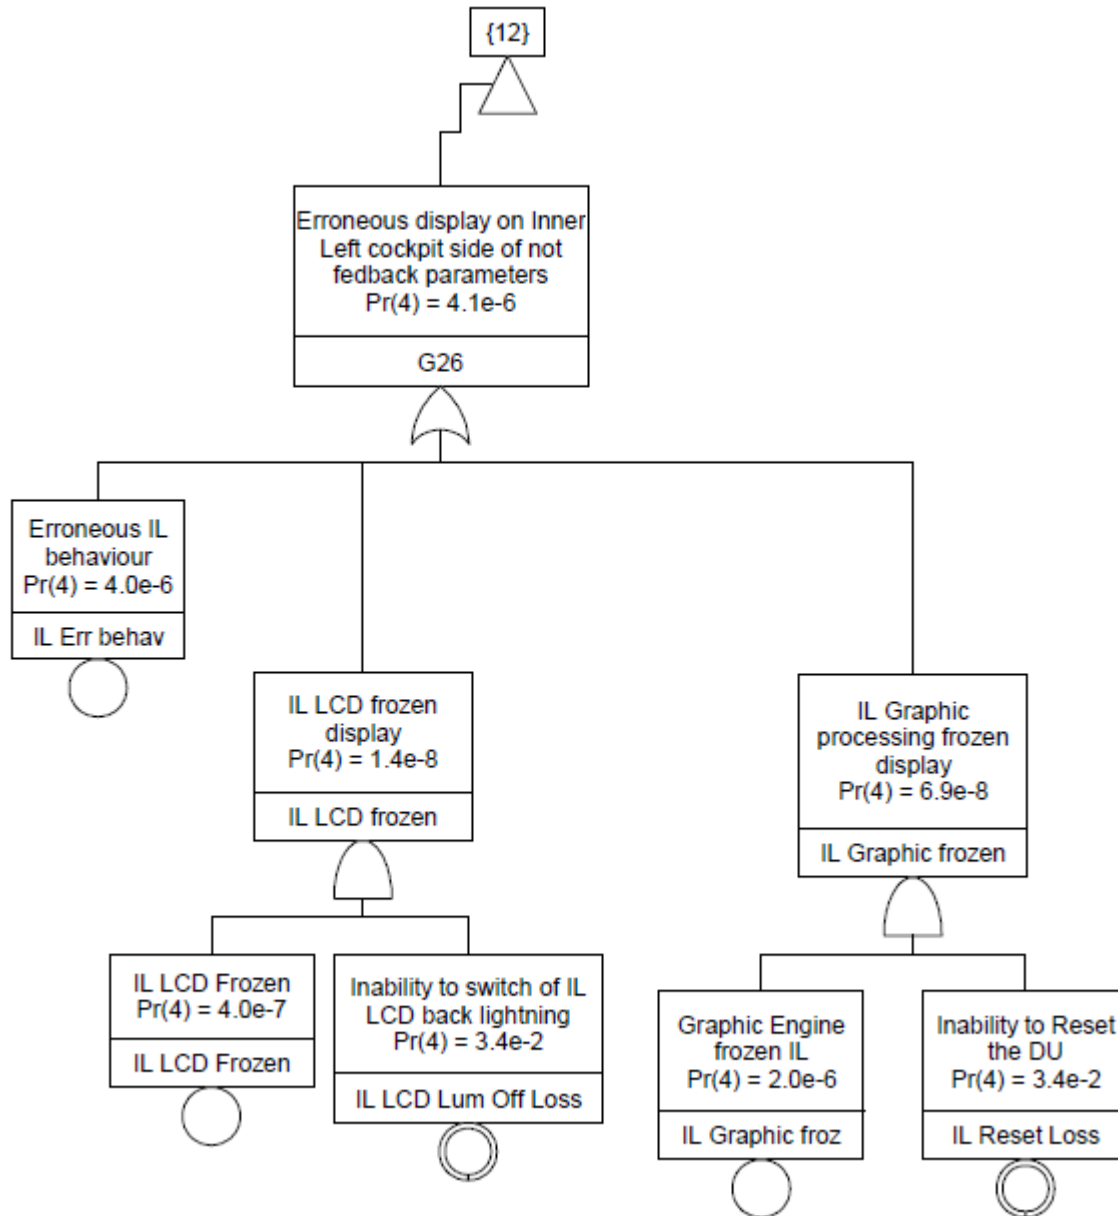 {12}
Erroneous display on Inner
Left cockpit side of not
fedback parameters
Pr(4) = 4.1e-6
G26
Erroneous IL
behaviour
Pr(4) = 4.0e-6
IL Err behav
IL LCD frozen
display
Pr(4) = 1.4e-8
IL LCD frozen
IL Graphic
processing frozen
display
Pr(4) = 6.9e-8
IL Graphic frozen
IL LCD Frozen
Pr(4) = 4.0e-7
IL LCD Frozen
Inability to switch of IL
LCD back lightning
Pr(4) = 3.4e-2
IL LCD Lum Off Loss
Graphic Engine
frozen IL
Pr(4) = 2.0e-6
IL Graphic froz
Inability to Reset
the DU
Pr(4) = 3.4e-2
IL Reset Loss